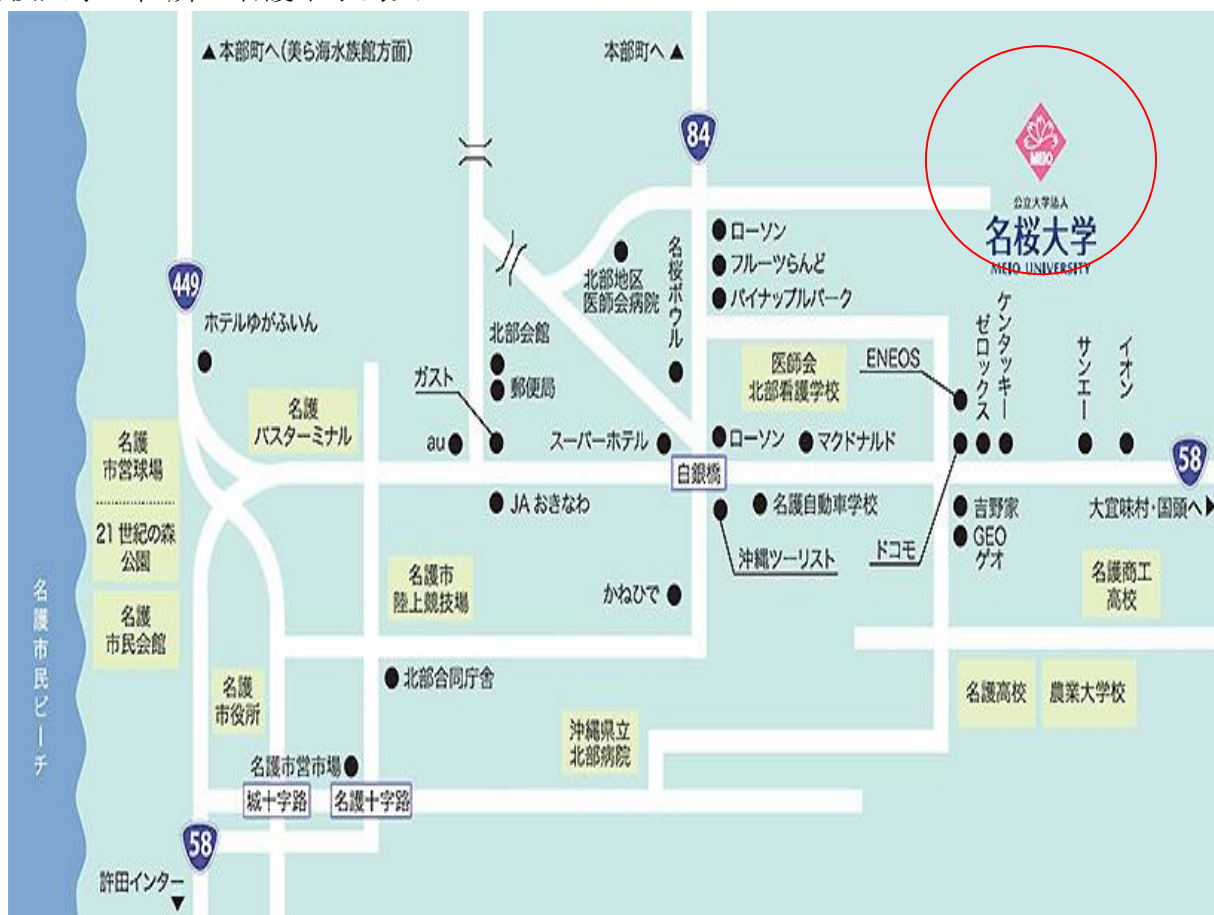 ▲本部町へ(美ら海水族館方面)
本部町へ▲
84
MEIO
公立大学法人
名桜大学
MEIO UNIVERSITY
449
ホテルゆがふいん
北部地区
医師会病院
名桜ボウル
ローソン
フルーツらんど
パイナップルパーク
北部会館
郵便局
ガスト
医師会
北部看護学校
ENEOS
ゼロックス
ケンタッキー
サンエー
イオン
名護
バスターミナル
au
スーパーホテル
ローソン
マクドナルド
58
名護
市営球場
白銀橋
JAおきなわ
名護自動車学校
吉野家
GEO
ゲオ
大宜味村・国頭へ▶
21世紀の森
公園
沖縄ツーリスト
ドコモ
名護市
陸上競技場
かねひで
名護商工
高校
名護市民ビーチ
名護
市民会館
北部合同庁舎
名護
市役所
名護高校
農業大学校
沖縄県立
北部病院
名護市営市場
城十字路
名護十字路
58
許田インター
▼